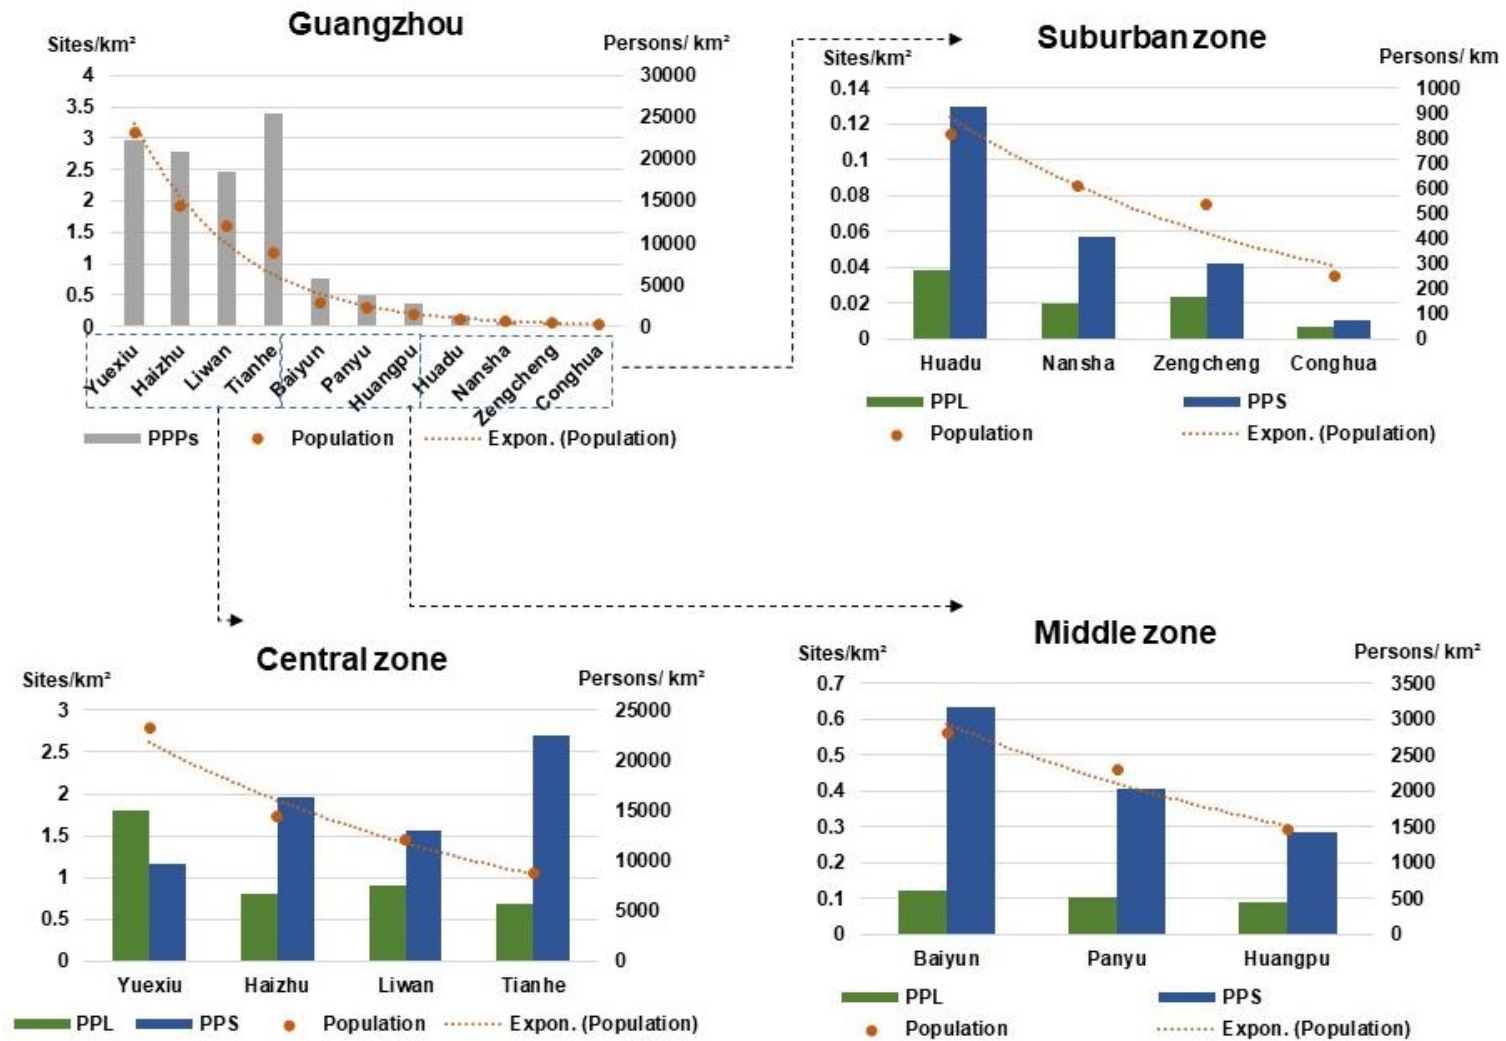 Guangzhou
Sites/km²
Persons/ km²
4
3.5
3
2.5
2
1.5
1
0.5
0
30000
25000
20000
15000
10000
5000
0
Yuexiu
Haizhu
Liwan
Tianhe
Baiyun
Panyu
Huangpu
Huadu
Nansha
Zengcheng
Conghua
PPPs
Population
Expon. (Population)
Suburban zone
Sites/km²
Persons/ km
0.14
0.12
0.1
0.08
0.06
0.04
0.02
0
1000
900
800
700
600
500
400
300
200
100
0
Huadu
Nansha
Zengcheng
Conghua
PPL
PPS
Population
Expon. (Population)
Central zone
Sites/km²
Persons/ km²
3
2.5
2
1.5
1
0.5
0
25000
20000
15000
10000
5000
0
Yuexiu
Haizhu
Liwan
Tianhe
PPL
PPS
Population
Expon. (Population)
Middle zone
Sites/km²
Persons/ km²
0.7
0.6
0.5
0.4
0.3
0.2
0.1
0
3500
3000
2500
2000
1500
1000
500
0
Baiyun
Panyu
Huangpu
PPL
PPS
Population
Expon. (Population)